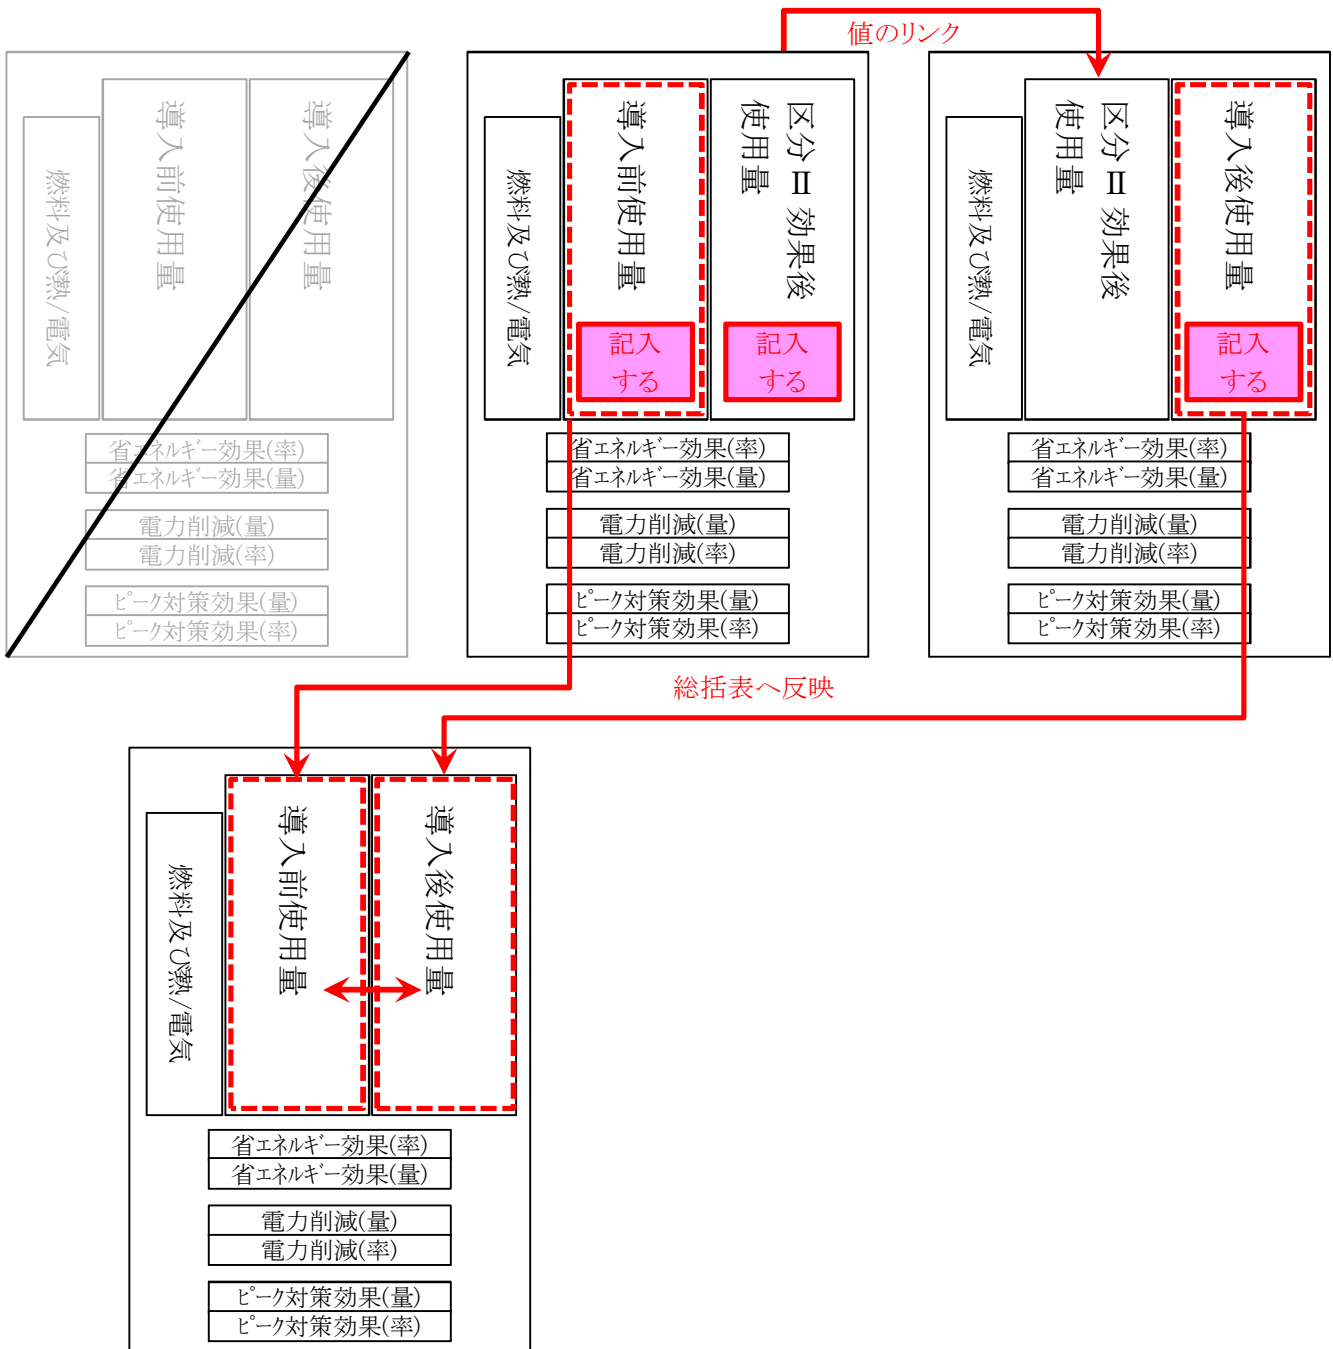 値のリンク
導入後使用量
導入前使用量
燃料及び熱/電気
省エネルギー効果(率)
省エネルギー効果(量)
電力削減(量)
電力削減(率)
ピーク対策効果(量)
ピーク対策効果(率)
区分Ⅱ効果後
使用量
導入前使用量
燃料及び熱/電気
記入
する
記入
する
省エネルギー効果(率)
省エネルギー効果(量)
電力削減(量)
電力削減(率)
ピーク対策効果(量)
ピーク対策効果(率)
導入後使用量
区分Ⅱ効果後
使用量
燃料及び熱/電気
記入
する
省エネルギー効果(率)
省エネルギー効果(量)
電力削減(量)
電力削減(率)
ピーク対策効果(量)
ピーク対策効果(率)
総括表へ反映
導入後使用量
導入前使用量
燃料及び熱/電気
省エネルギー効果(率)
省エネルギー効果(量)
電力削減(量)
電力削減(率)
ピーク対策効果(量)
ピーク対策効果(率)